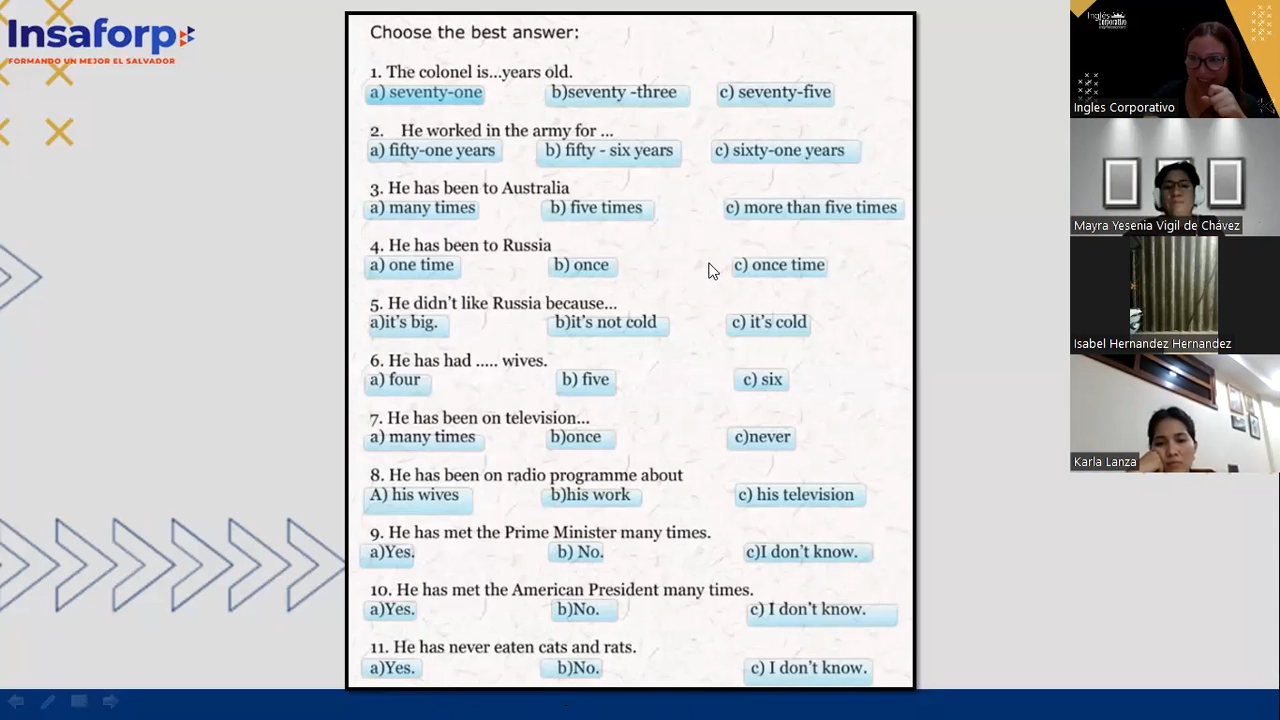 Insaforp
FORMANDO UN MEJOR EL SALVADOR
Choose the best answer:
1. The colonel is...years old.
a) seventy-one b)seventy -three c) seventy-five
2. He worked in the army for ...
a) fifty-one years b) fifty - six years c) sixty-one years
3. He has been to Australia
a) many times b) five times c) more than five times
4. He has been to Russia
a) one time b) once c) once time
5. He didn't like Russia because...
a)it's big. b)it's not cold c) it's cold
6. He has had ..... wives.
a) four b) five c) six
7. He has been on television...
a) many times b)once c)never
8. He has been on radio programme about
A) his wives b)his work c) his television
9. He has met the Prime Minister many times.
a)Yes. b) No. c)I don't know.
10. He has met the American President many times.
a)Yes. b)No. c) I don't know.
11. He has never eaten cats and rats.
a)Yes. b)No. c) I don't know.
Inglés
Corporativo
Ingles Corporativo
Mayra Yesenia Vigil de Chávez
Isabel Hernandez Hernandez
Karla Lanza